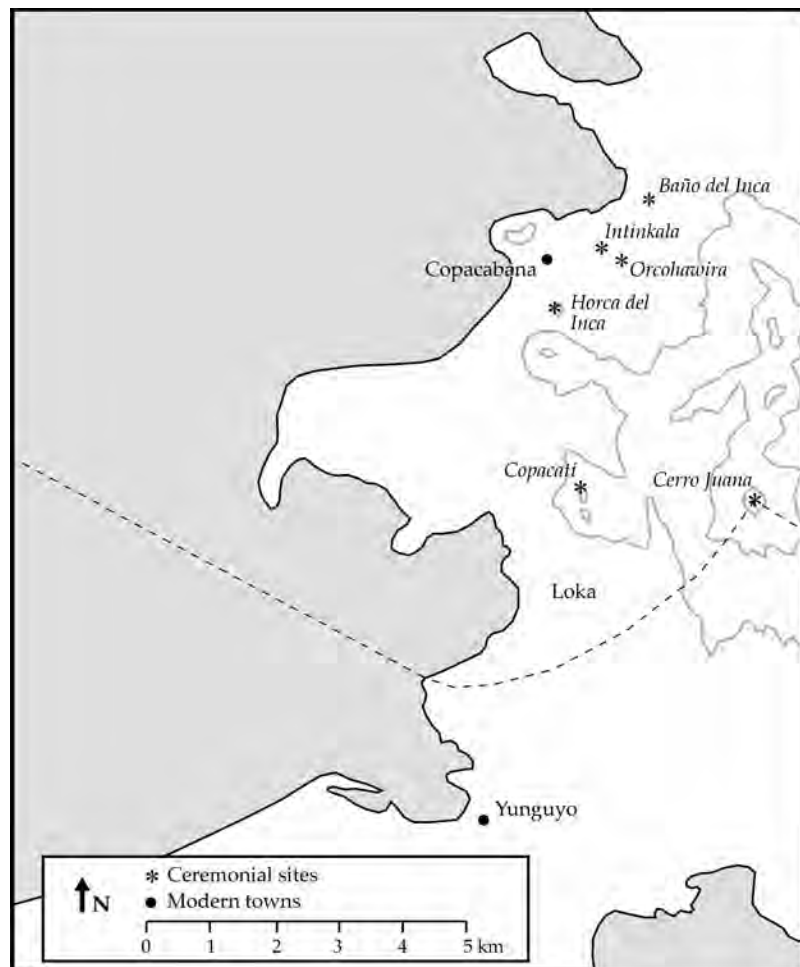 Baño del Inca
Intinkala
Copacabana
Orcohawira
Horca del
Inca
Copacati
Cerro Juana
Loka
Yunguyo
Ceremonial sites
N
Modern towns
0 1 2 3 4 5 km